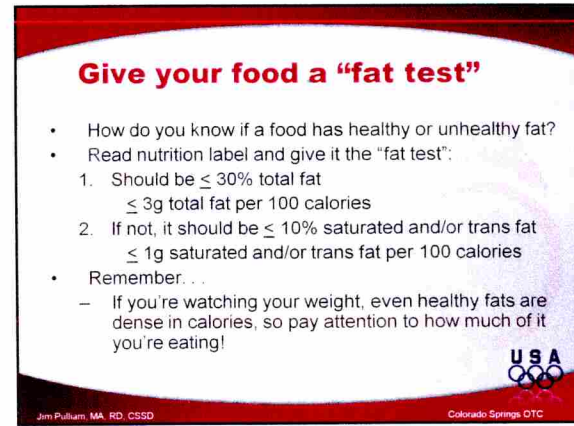 Give your food a “fat test”
• How do you know if a food has healthy or unhealthy fat?
• Read nutrition label and give it the “fat test”:
1. Should be ≤ 30% total fat
≤ 3g total fat per 100 calories
2. If not, it should be ≤ 10% saturated and/or trans fat
≤ 1g saturated and/or trans fat per 100 calories
• Remember. . .
– If you're watching your weight, even healthy fats are
dense in calories, so pay attention to how much of it
you're eating!
USA
Jim Pulliam, MA, RD, CSSD
Colorado Springs OTC